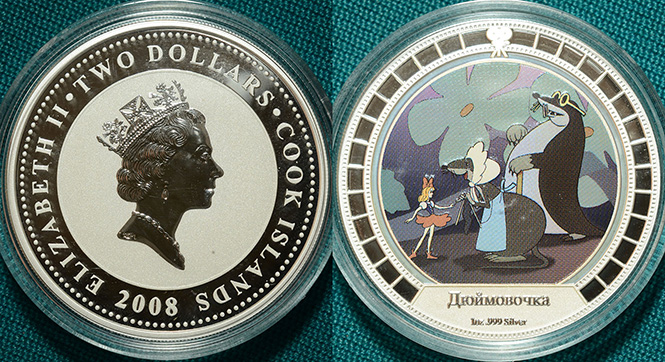 ELIZABETH II · TWO DOLLARS · COOK ISLANDS
2008
Дюймовочка
1oz .999 Silver